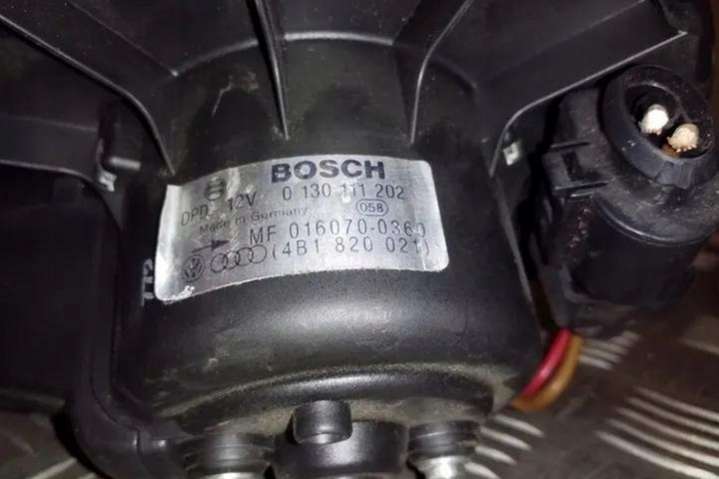 BOSCH
DPD 12V 0 130 111 202
Made in Germany 058
MF 016070-0360
(4B1 820 021)